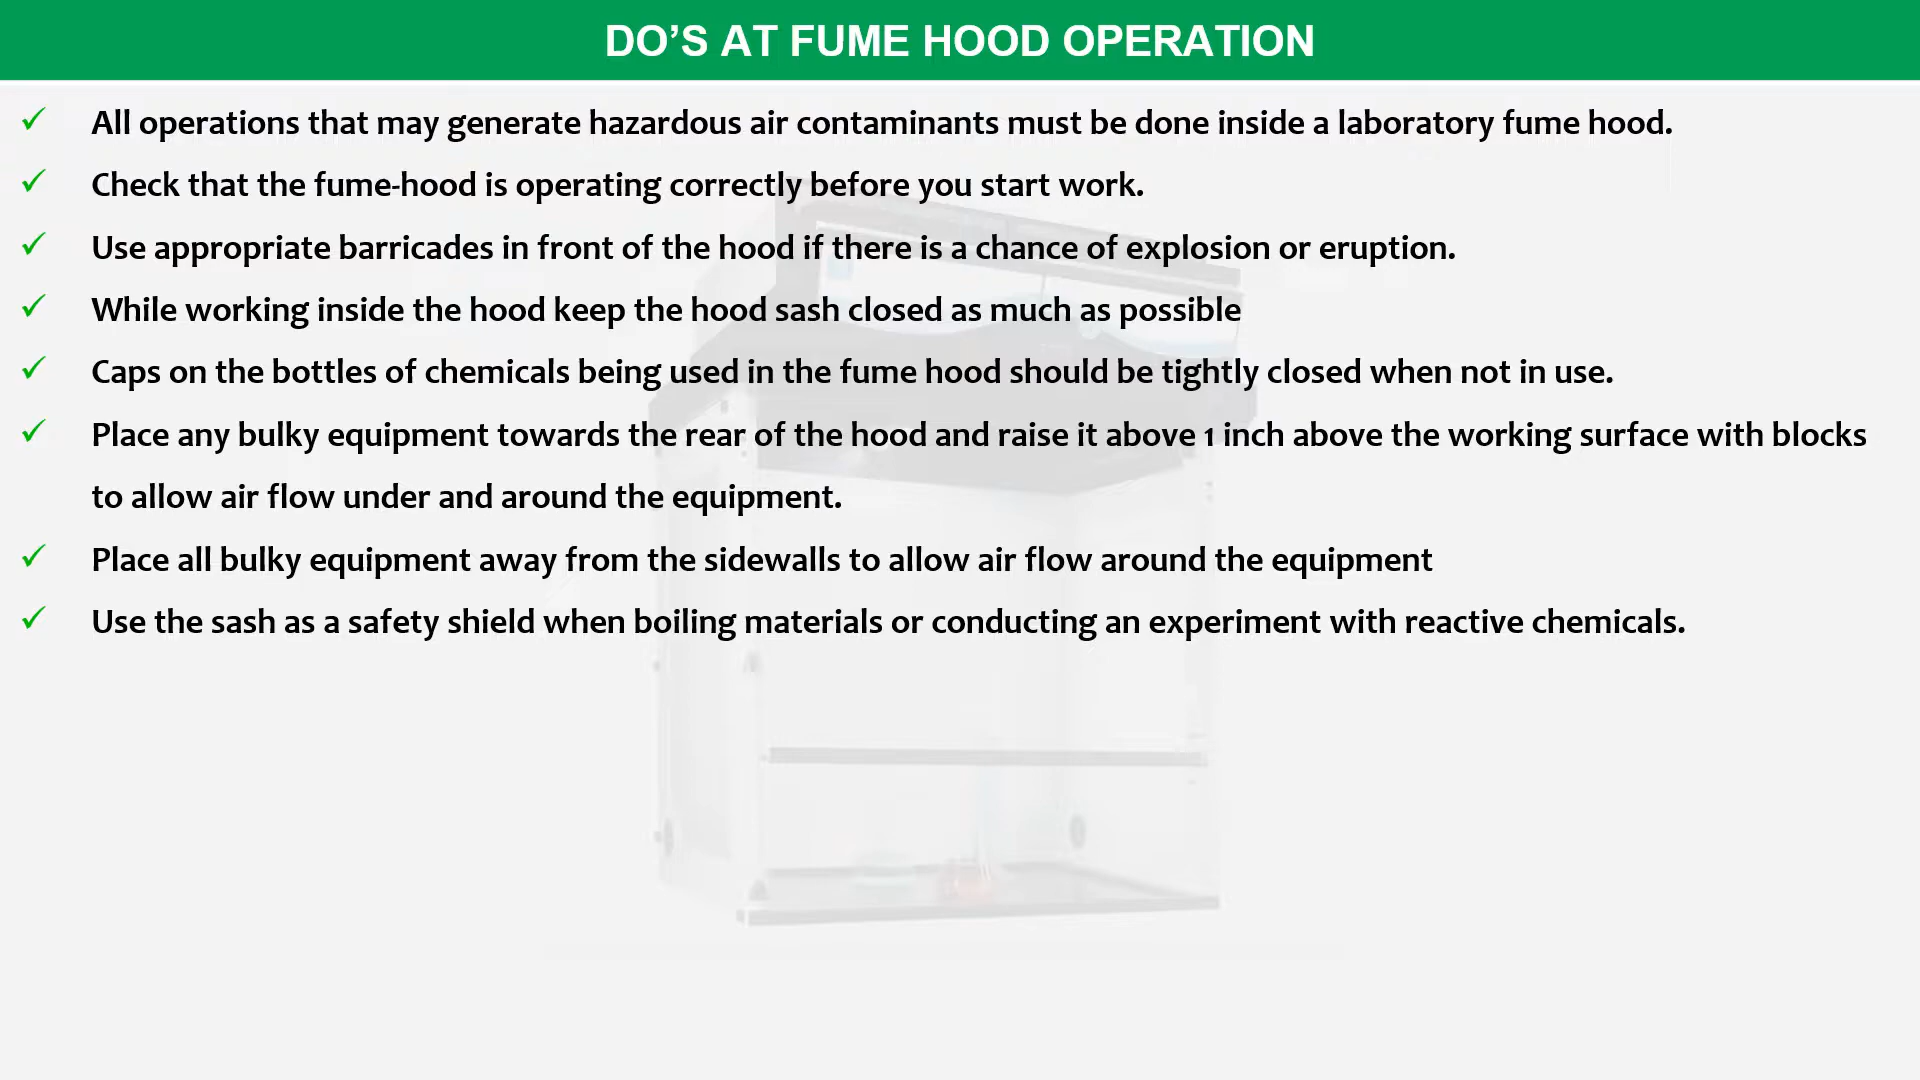 DO’S AT FUME HOOD OPERATION
✓ All operations that may generate hazardous air contaminants must be done inside a laboratory fume hood.
✓ Check that the fume-hood is operating correctly before you start work.
✓ Use appropriate barricades in front of the hood if there is a chance of explosion or eruption.
✓ While working inside the hood keep the hood sash closed as much as possible
✓ Caps on the bottles of chemicals being used in the fume hood should be tightly closed when not in use.
✓ Place any bulky equipment towards the rear of the hood and raise it above 1 inch above the working surface with blocks
to allow air flow under and around the equipment.
✓ Place all bulky equipment away from the sidewalls to allow air flow around the equipment
✓ Use the sash as a safety shield when boiling materials or conducting an experiment with reactive chemicals.